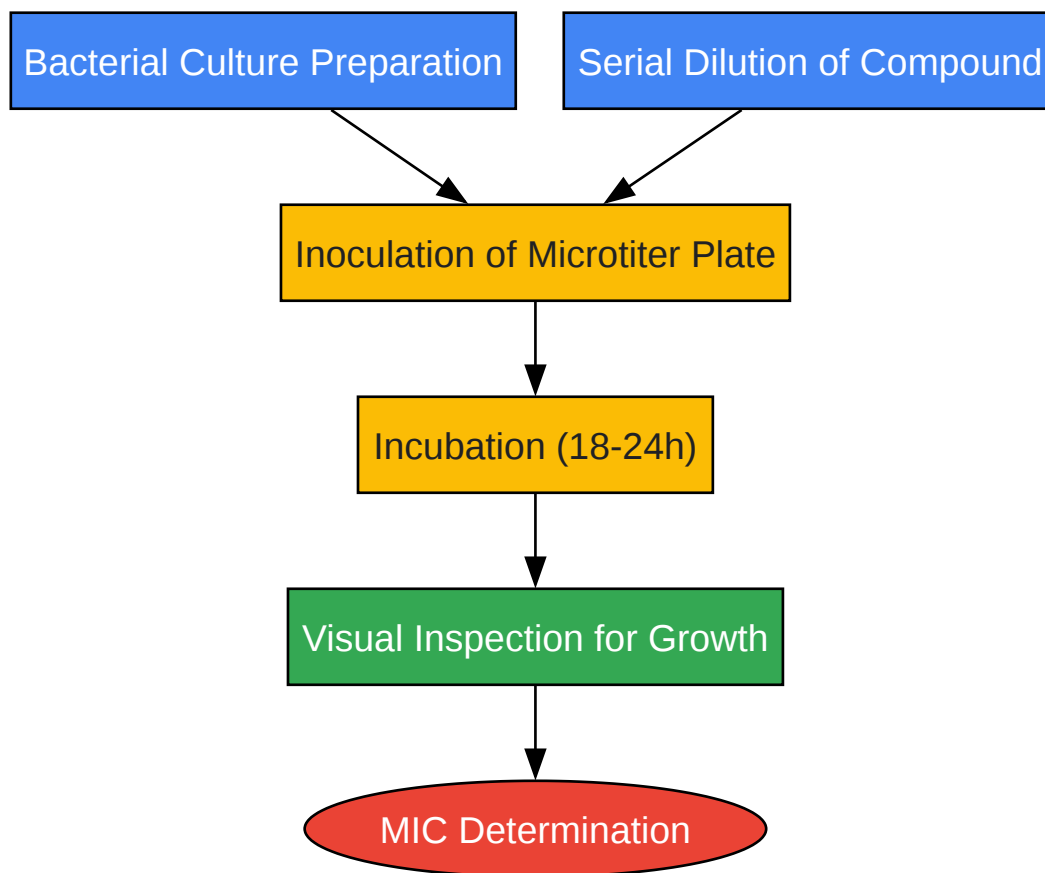 Bacterial Culture Preparation
Serial Dilution of Compound
Inoculation of Microtiter Plate
Incubation (18-24h)
Visual Inspection for Growth
MIC Determination